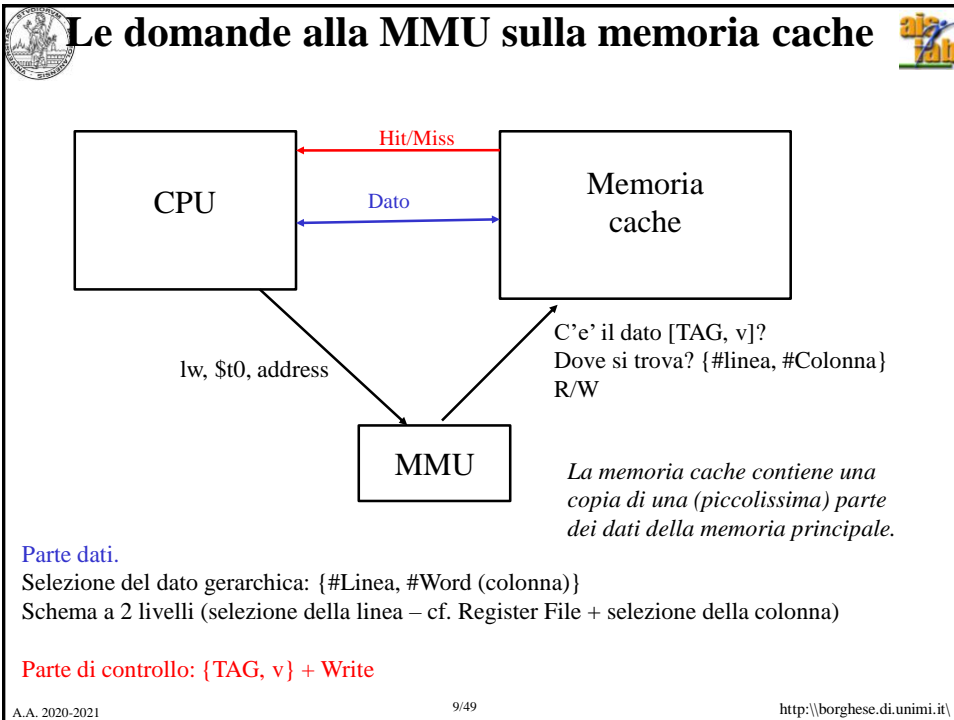 Le domande alla MMU sulla memoria cache
Hit/Miss
CPU
Dato
Memoria
cache
lw, $t0, address
C'e' il dato [TAG, v]?
Dove si trova? {#linea, #Colonna}
R/W
MMU
La memoria cache contiene una
copia di una (piccolissima) parte
dei dati della memoria principale.
Parte dati.
Selezione del dato gerarchica: {#Linea, #Word (colonna)}
Schema a 2 livelli (selezione della linea – cf. Register File + selezione della colonna)
Parte di controllo: {TAG, v} + Write
A.A. 2020-2021
9/49
http:\\borghese.di.unimi.it\